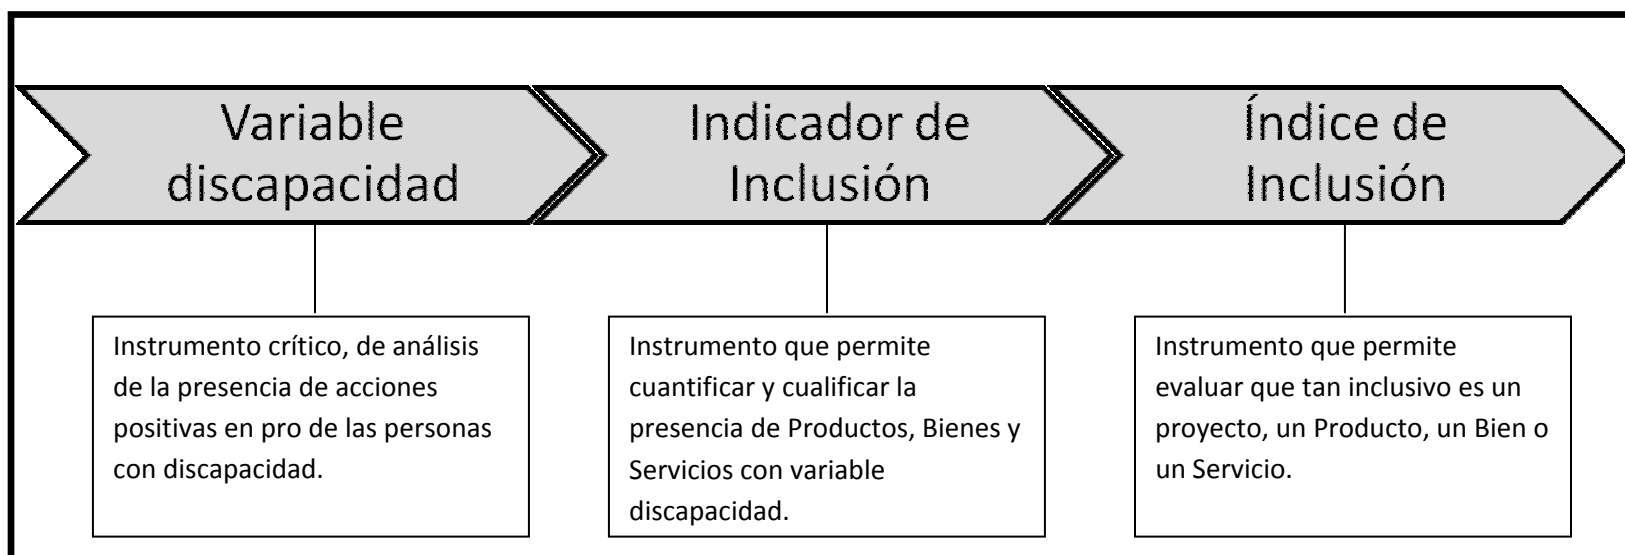 Variable
discapacidad
Indicador de
Inclusión
Índice de
Inclusión
Instrumento crítico, de análisis
de la presencia de acciones
positivas en pro de las personas
con discapacidad.
Instrumento que permite
cuantificar y cualificar la
presencia de Productos, Bienes y
Servicios con variable
discapacidad.
Instrumento que permite
evaluar que tan inclusivo es un
proyecto, un Producto, un Bien o
un Servicio.